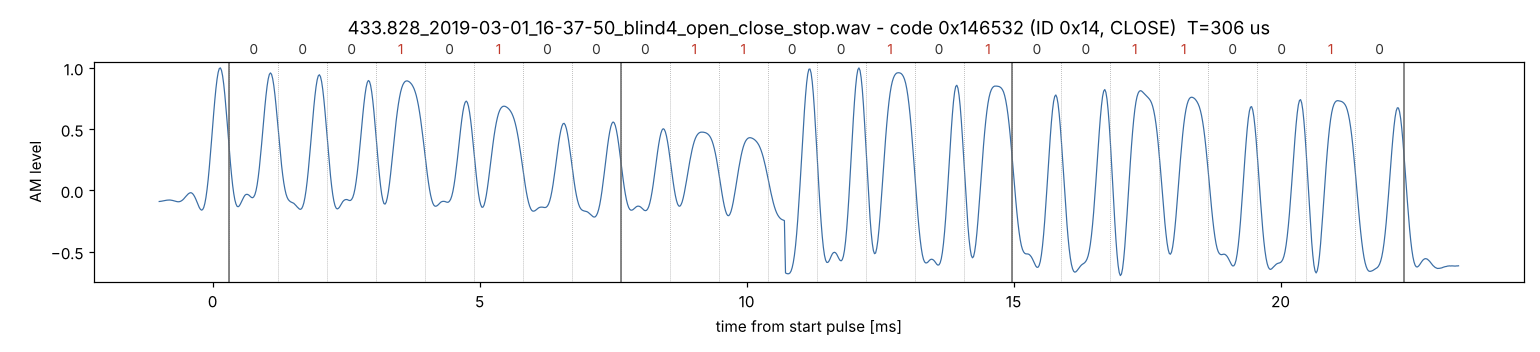 433.828_2019-03-01_16-37-50_blind4_open_close_stop.wav - code 0x146532 (ID 0x14, CLOSE)  T=306 us
0 0 0 1 0 1 0 0 0 1 1 0 0 1 0 1 0 0 1 1 0 0 1 0
1.0
0.5
0.0
−0.5
AM level
0 5 10 15 20
time from start pulse [ms]